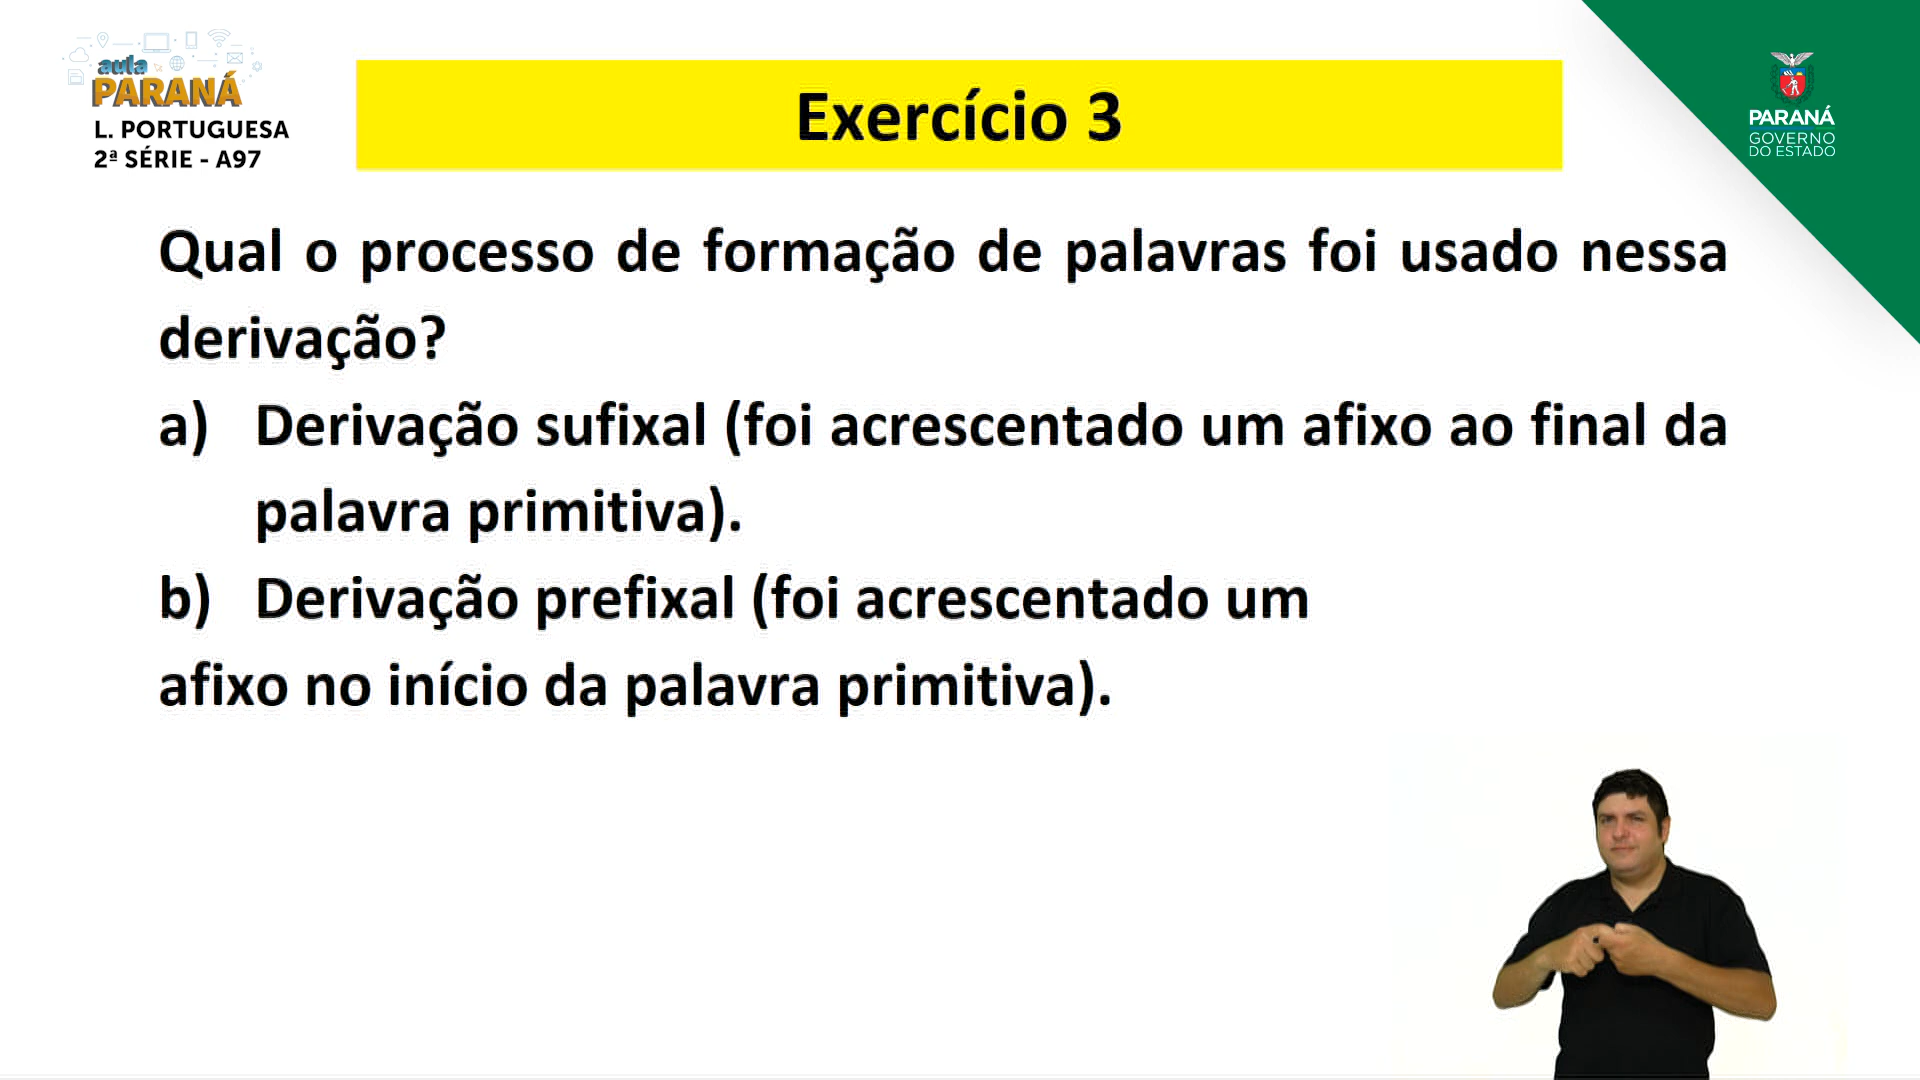 aula
PARANÁ
L. PORTUGUESA
2ª SÉRIE - A97
Exercício 3
PARANÁ
GOVERNO
DO ESTADO
Qual o processo de formação de palavras foi usado nessa
derivação?
a) Derivação sufixal (foi acrescentado um afixo ao final da
palavra primitiva).
b) Derivação prefixal (foi acrescentado um
afixo no início da palavra primitiva).